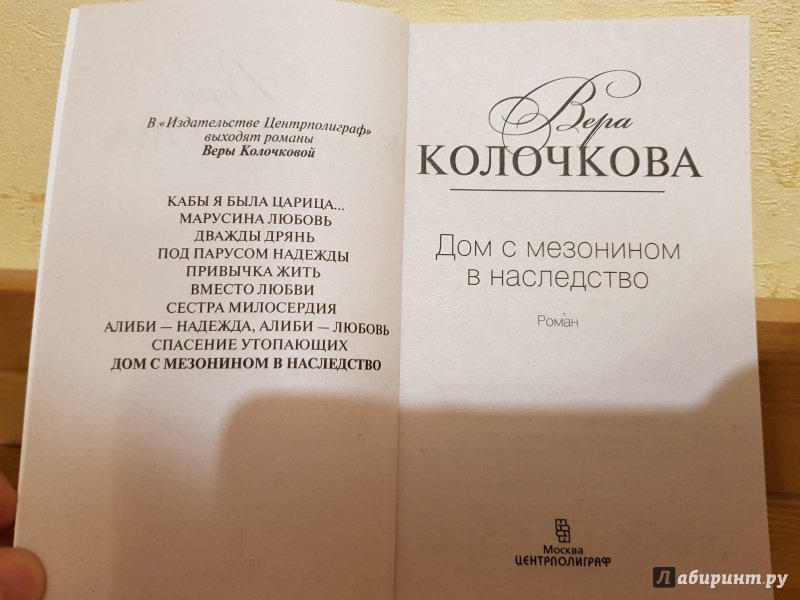 В «Издательстве Центрполиграф»
выходят романы
Веры Колочковой
КАБЫ Я БЫЛА ЦАРИЦА...
МАРУСИНА ЛЮБОВЬ
ДВАЖДЫ ДРЯНЬ
ПОД ПАРУСОМ НАДЕЖДЫ
ПРИВЫЧКА ЖИТЬ
ВМЕСТО ЛЮБВИ
СЕСТРА МИЛОСЕРДИЯ
АЛИБИ — НАДЕЖДА, АЛИБИ — ЛЮБОВЬ
СПАСЕНИЕ УТОПАЮЩИХ
ДОМ С МЕЗОНИНОМ В НАСЛЕДСТВО
Вера
КОЛОЧКОВА
Дом с мезонином
в наследство
Роман
Москва
ЦЕНТРПОЛИГРАФ
Лабиринт.ру